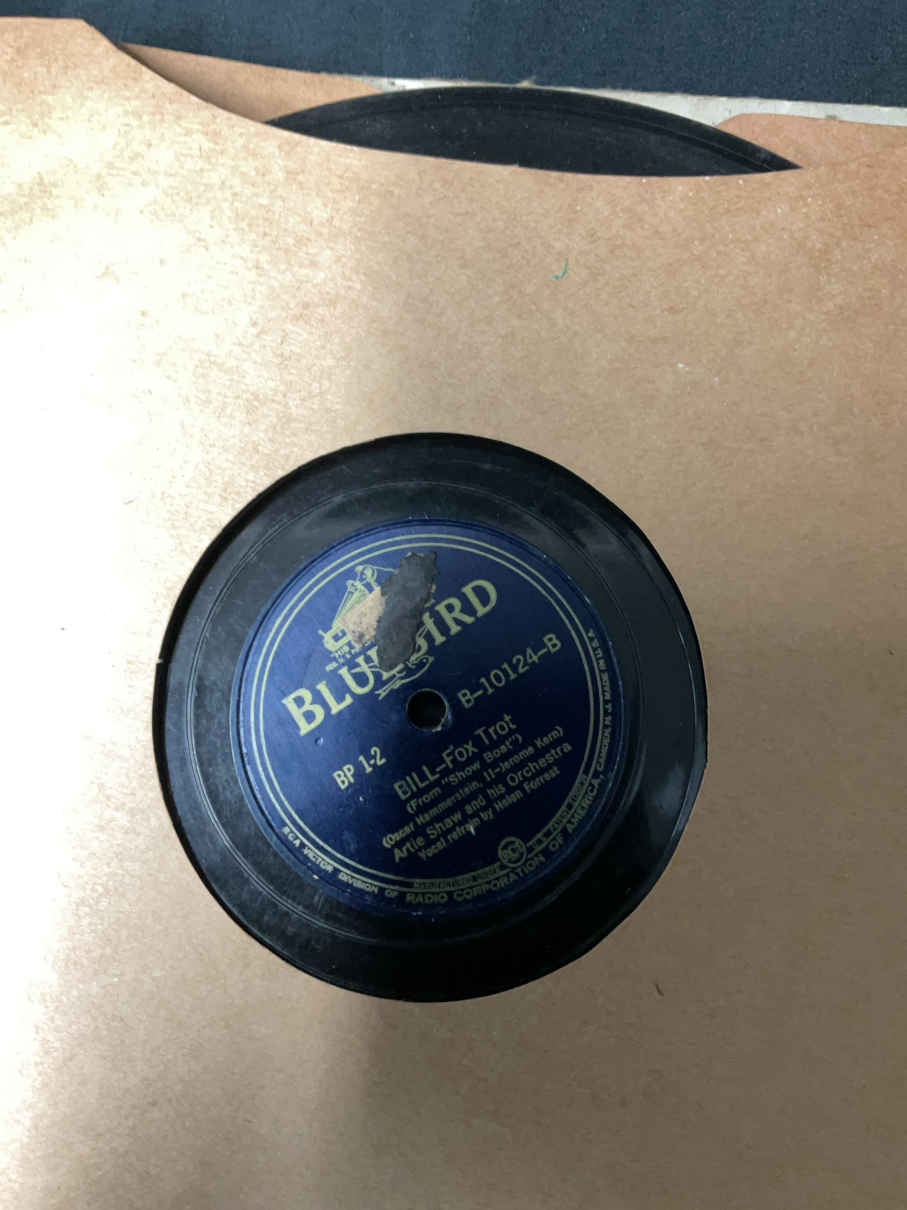 BLUEBIRD
B-10124-B
BP 1-2
BILL-Fox Trot
(From "Show Boat")
(Oscar Hammerstein, II-Jerome Kern)
Artie Shaw and his Orchestra
Vocal refrain by Helen Forrest
RCA VICTOR DIVISION OF RADIO CORPORATION OF AMERICA, CAMDEN, N. J. MADE IN U.S.A.